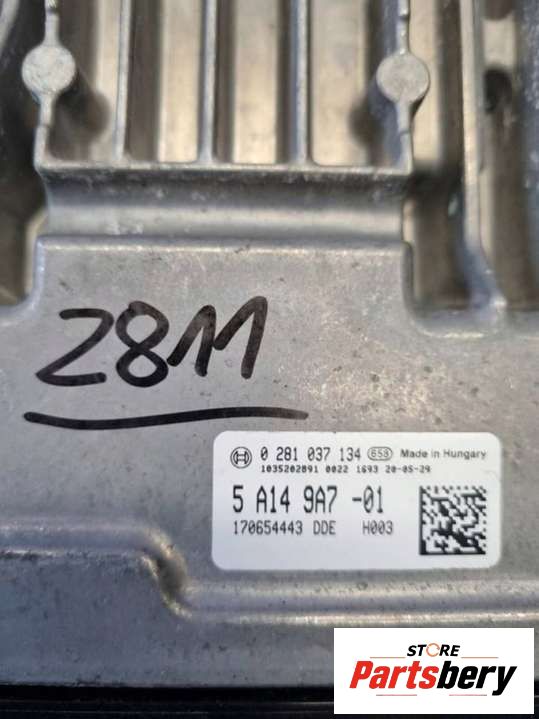 2811
0 281 037 134 658 Made in Hungary
1035202891 0022 1693 20-05-29
5 A14 9A7 -01
170654443 DDE H003
STORE
Partsbery